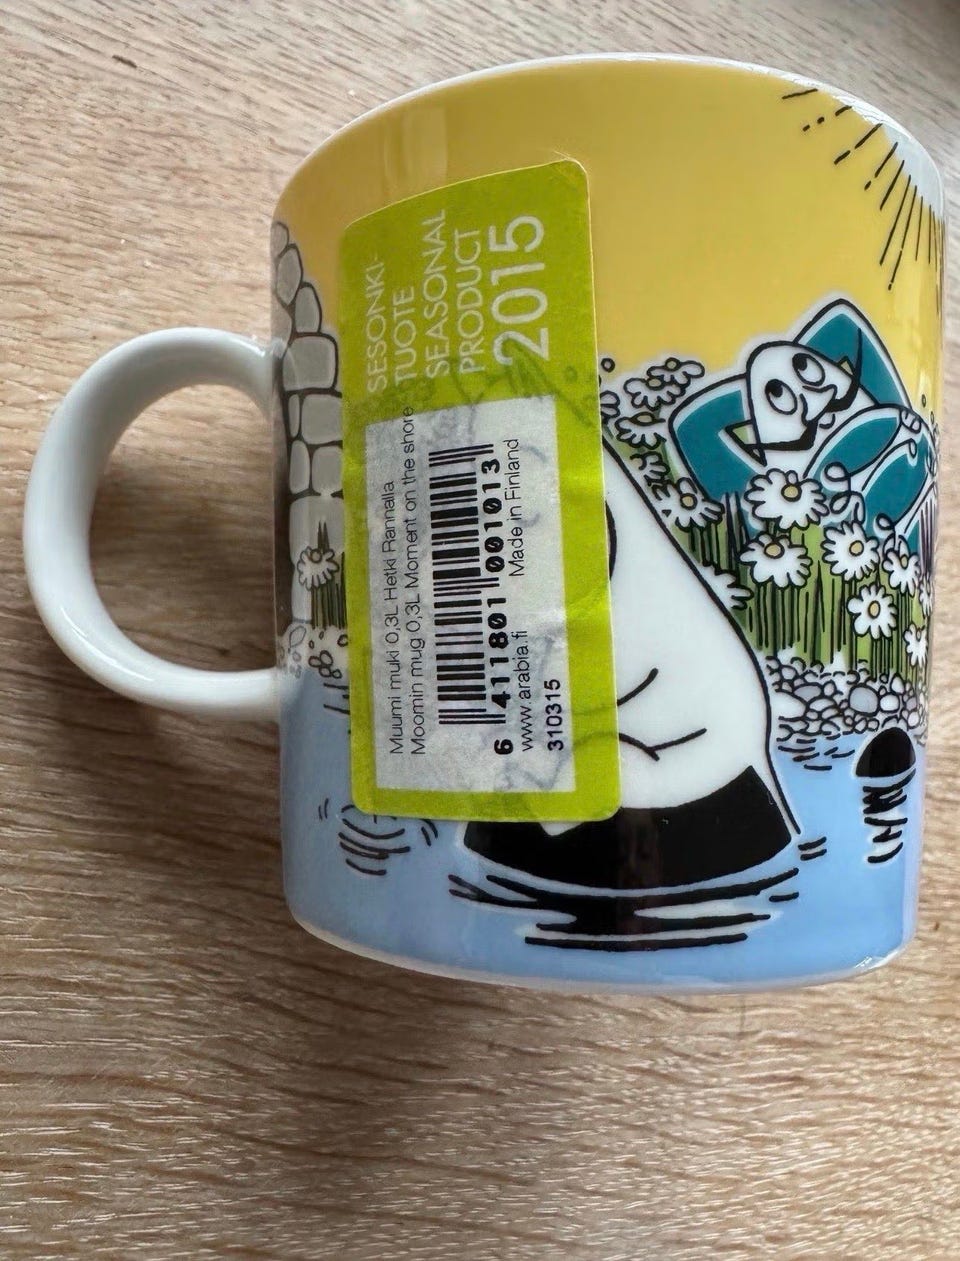 SESONKI-
TUOTE
SEASONAL
PRODUCT
2015
Muumi muki 0,3L Hetki Rannalla
Moomin mug 0,3L Moment on the shore
6 411801 001013
www.arabia.fi Made in Finland
310315